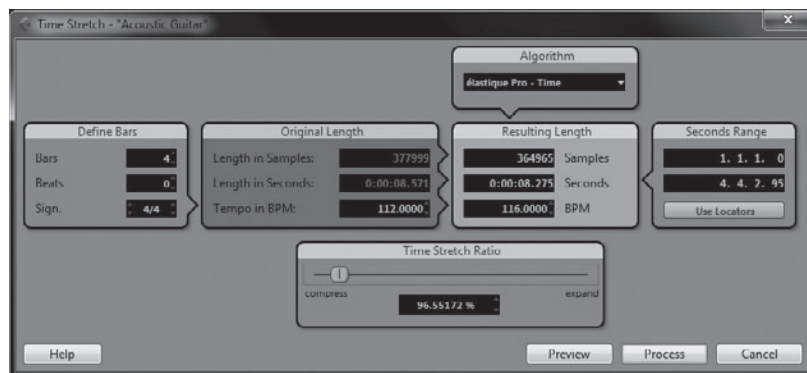 Time Stretch - "Acoustic Guitar"
x
Algorithm
élastique Pro - Time
Define Bars
Bars 4
Beats 0
Sign. 4/4
Original Length
Length in Samples: 377999
Length in Seconds: 0:00:08.571
Tempo in BPM: 112.0000
Resulting Length
364965 Samples
0:00:08.275 Seconds
116.0000 BPM
Seconds Range
1. 1. 1. 0
4. 4. 2. 95
Use Locators
Time Stretch Ratio
compress expand
96.55172 %
Help Preview Process Cancel